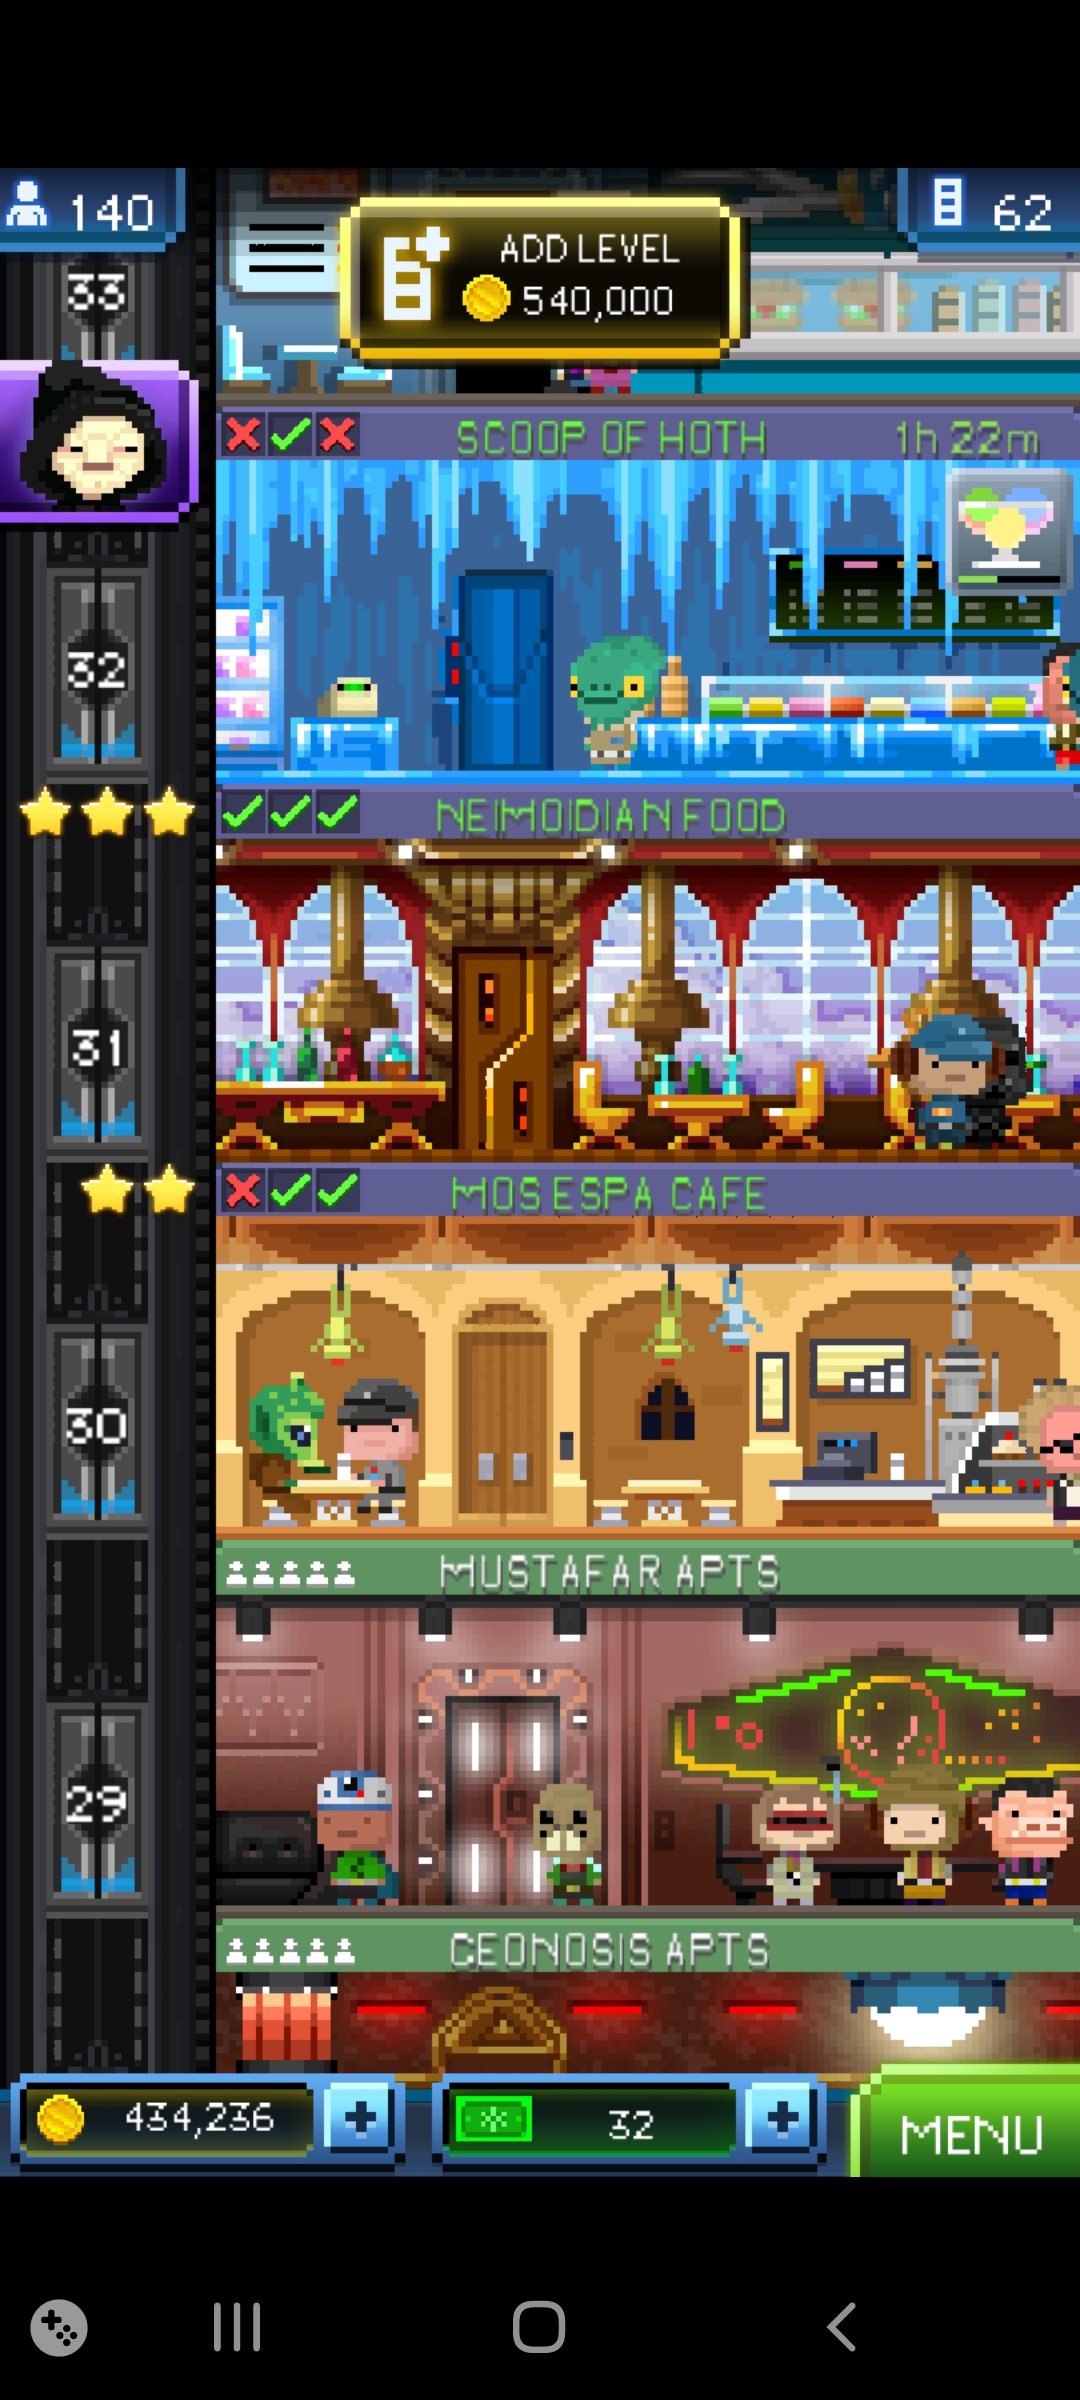 140
62
ADD LEVEL
540,000
33
SCOOP OF HOTH 1h 22m
32
NEIMOIDIAN FOOD
31
MOS ESPA CAFE
30
MUSTAFAR APTS
29
GEONOSIS APTS
434,236
32
MENU